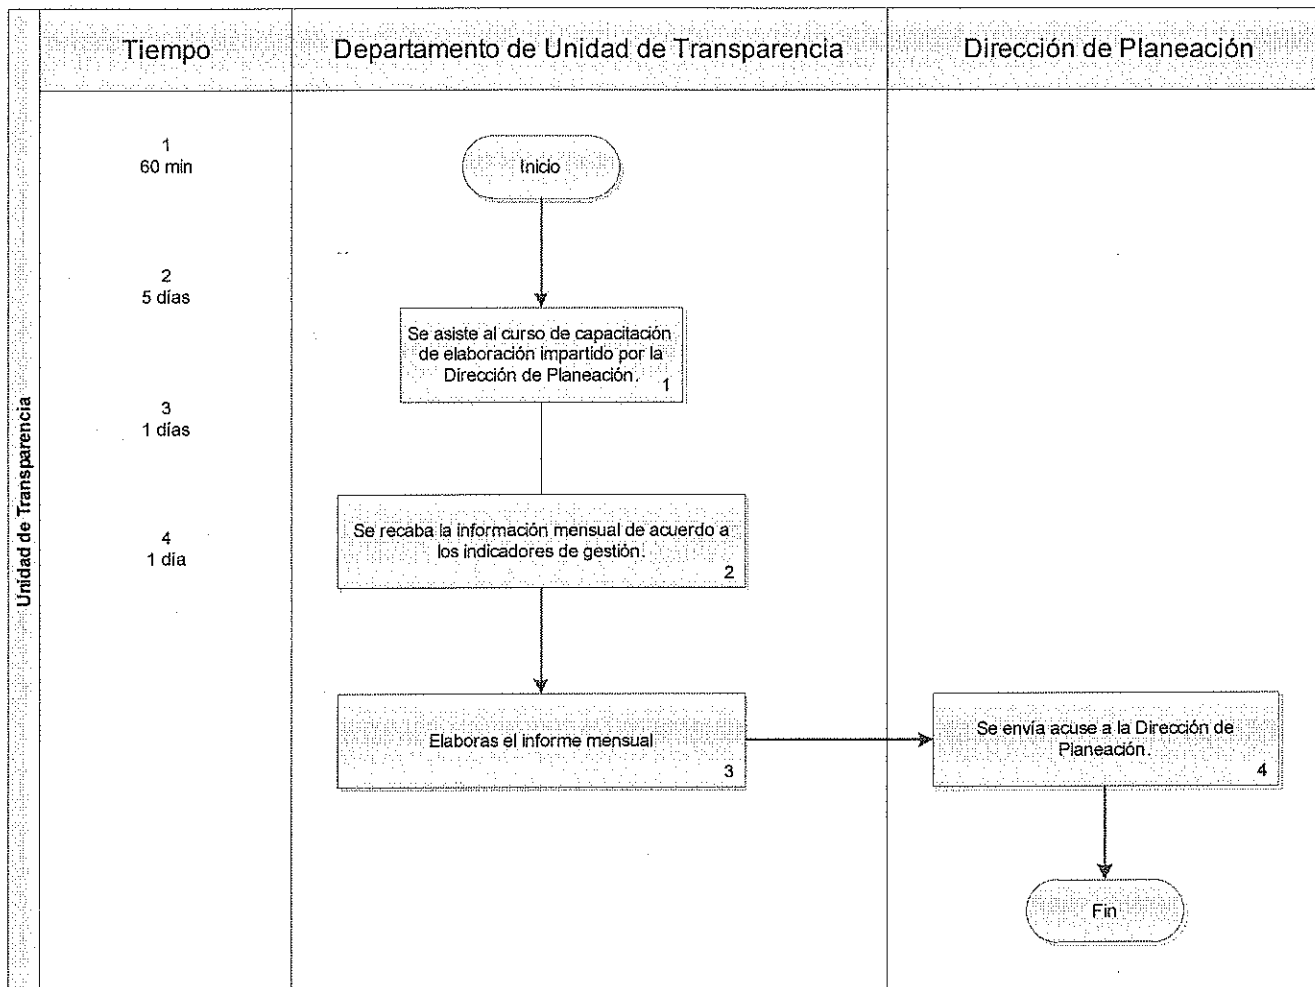 Tiempo
Departamento de Unidad de Transparencia
Dirección de Planeación
Unidad de Transparencia
1
60 min
2
5 días
3
1 días
4
1 día
Inicio
Se asiste al curso de capacitación
de elaboración impartido por la
Dirección de Planeación.
1
Se recaba la información mensual de acuerdo a
los indicadores de gestión.
2
Elaboras el informe mensual
3
Se envía acuse a la Dirección de
Planeación.
4
Fin